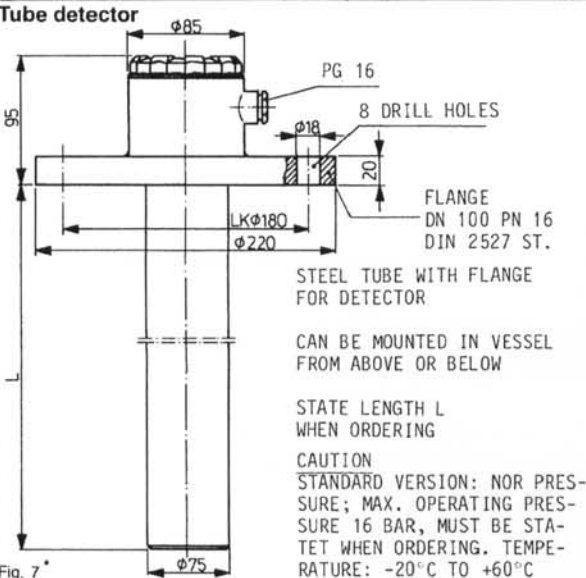 Tube detector
ϕ85
PG 16
8 DRILL HOLES
95
ϕ18
20
FLANGE
DN 100 PN 16
DIN 2527 ST.
LKϕ180
ϕ220
STEEL TUBE WITH FLANGE
FOR DETECTOR
CAN BE MOUNTED IN VESSEL
FROM ABOVE OR BELOW
L
STATE LENGTH L
WHEN ORDERING
CAUTION
STANDARD VERSION: NOR PRES-
SURE; MAX. OPERATING PRES-
SURE 16 BAR, MUST BE STA-
TET WHEN ORDERING. TEMPE-
RATURE: -20°C TO +60°C
ϕ75
Fig. 7*